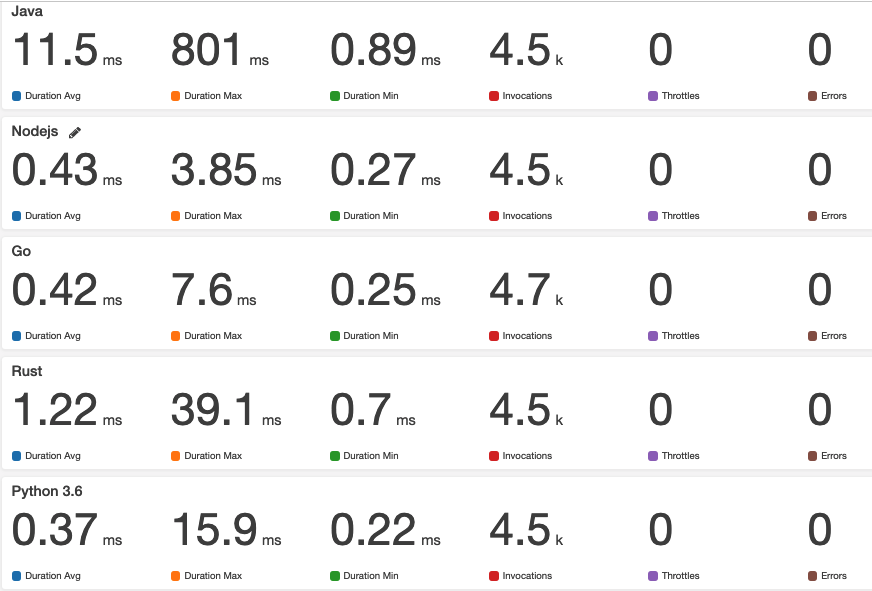 Java
11.5 ms 801 ms 0.89 ms 4.5 k 0 0
Duration Avg Duration Max Duration Min Invocations Throttles Errors
Nodejs
0.43 ms 3.85 ms 0.27 ms 4.5 k 0 0
Duration Avg Duration Max Duration Min Invocations Throttles Errors
Go
0.42 ms 7.6 ms 0.25 ms 4.7 k 0 0
Duration Avg Duration Max Duration Min Invocations Throttles Errors
Rust
1.22 ms 39.1 ms 0.7 ms 4.5 k 0 0
Duration Avg Duration Max Duration Min Invocations Throttles Errors
Python 3.6
0.37 ms 15.9 ms 0.22 ms 4.5 k 0 0
Duration Avg Duration Max Duration Min Invocations Throttles Errors